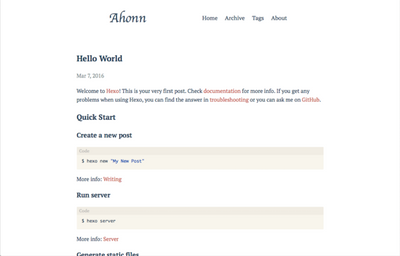 Ahonn
Home Archive Tags About
Hello World
Mar 7, 2016
Welcome to Hexo! This is your very first post. Check documentation for more info. If you get any
problems when using Hexo, you can find the answer in troubleshooting or you can ask me on GitHub.
Quick Start
Create a new post
Code
$ hexo new "My New Post"
More info: Writing
Run server
Code
$ hexo server
More info: Server
Generate static files